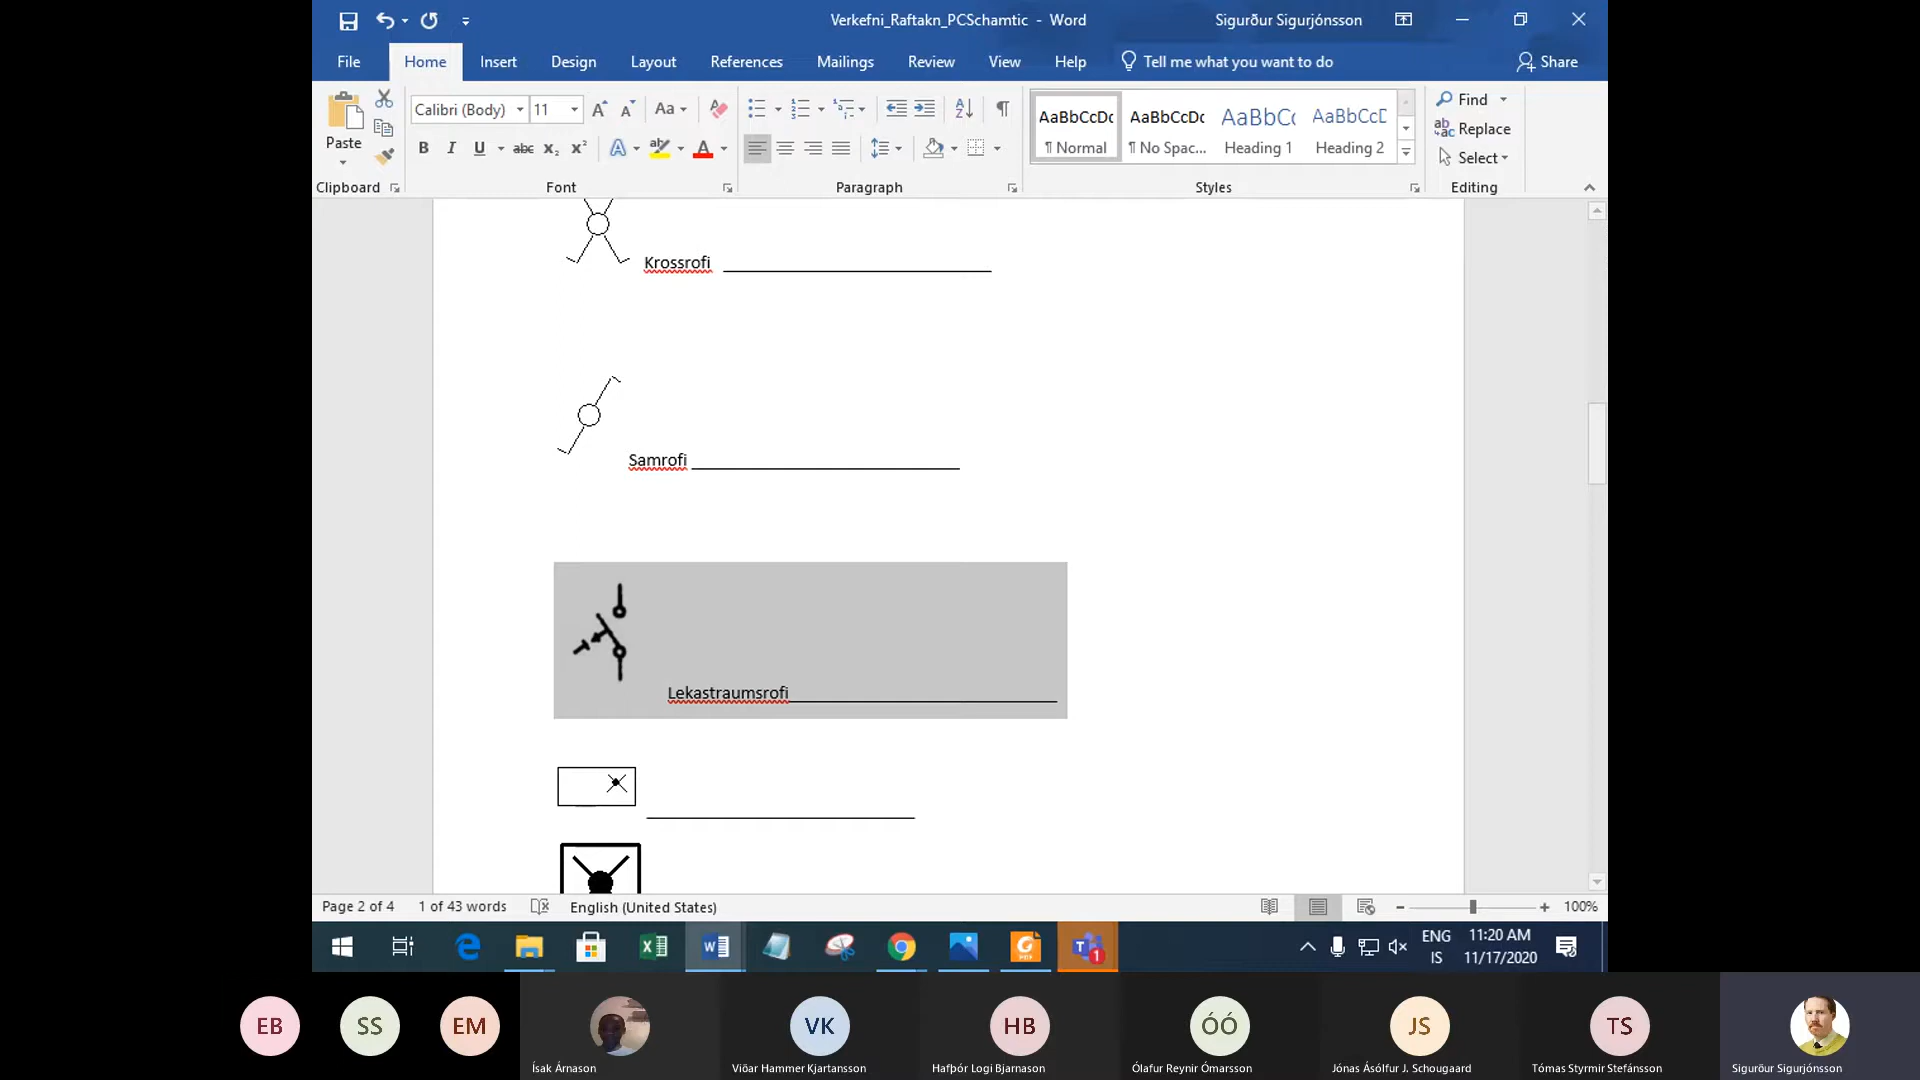 Verkefni_Raftakn_PCSchamtic - Word
Sigurður Sigurjónsson
File Home Insert Design Layout References Mailings Review View Help Tell me what you want to do Share
Calibri (Body) 11 Aa
Find
Paste
Replace
B I U abc x₂ x² A ab A
Select
AaBbCcDc AaBbCcDc AaBbCc AaBbCcD
¶ Normal ¶ No Spac... Heading 1 Heading 2
Clipboard Font Paragraph Styles Editing
Krossrofi
Samrofi
Lekastraumsrofi
Page 2 of 4 1 of 43 words English (United States) 100%
ENG 11:20 AM
IS 11/17/2020
1
EB SS EM VK HB ÓÓ JS TS
Ísak Árnason Viðar Hammer Kjartansson Hafþór Logi Bjarnason Ólafur Reynir Ómarsson Jónas Ásólfur J. Schougaard Tómas Styrmir Stefánsson Sigurður Sigurjónsson